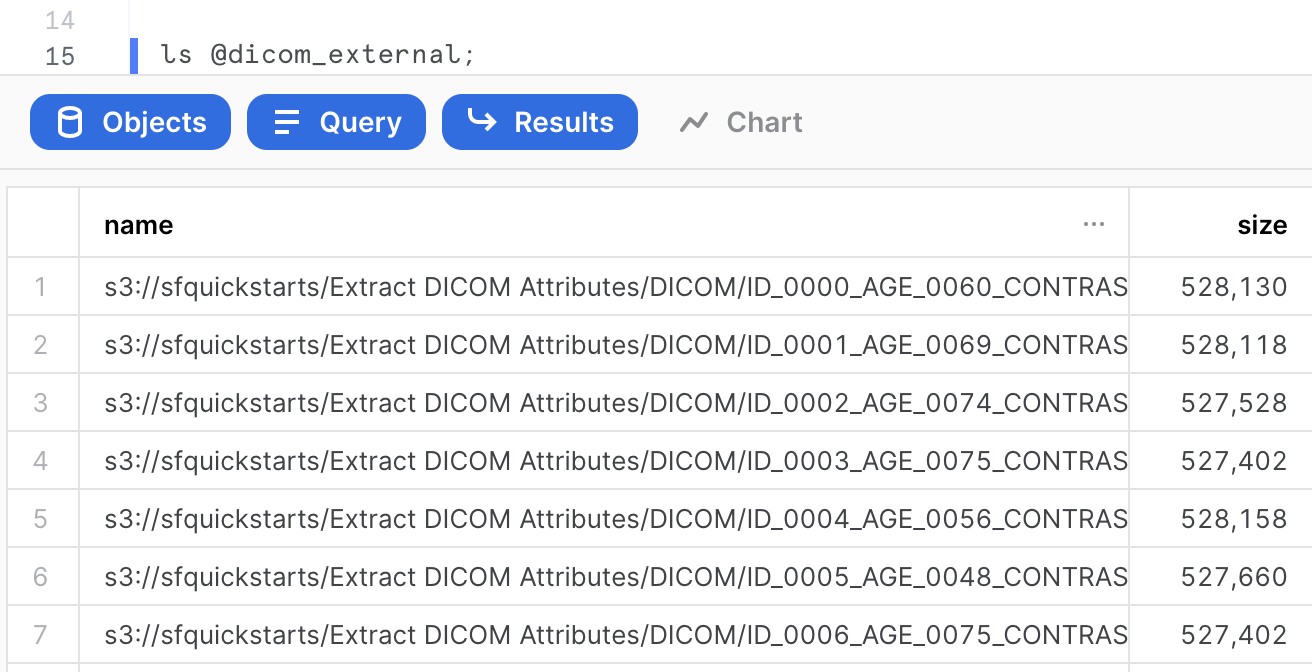 14
15 ls @dicom_external;
Objects Query Results Chart
name ... size
1 s3://sfquickstarts/Extract DICOM Attributes/DICOM/ID_0000_AGE_0060_CONTRAS 528,130
2 s3://sfquickstarts/Extract DICOM Attributes/DICOM/ID_0001_AGE_0069_CONTRAS 528,118
3 s3://sfquickstarts/Extract DICOM Attributes/DICOM/ID_0002_AGE_0074_CONTRAS 527,528
4 s3://sfquickstarts/Extract DICOM Attributes/DICOM/ID_0003_AGE_0075_CONTRAS 527,402
5 s3://sfquickstarts/Extract DICOM Attributes/DICOM/ID_0004_AGE_0056_CONTRAS 528,158
6 s3://sfquickstarts/Extract DICOM Attributes/DICOM/ID_0005_AGE_0048_CONTRAS 527,660
7 s3://sfquickstarts/Extract DICOM Attributes/DICOM/ID_0006_AGE_0075_CONTRAS 527,402